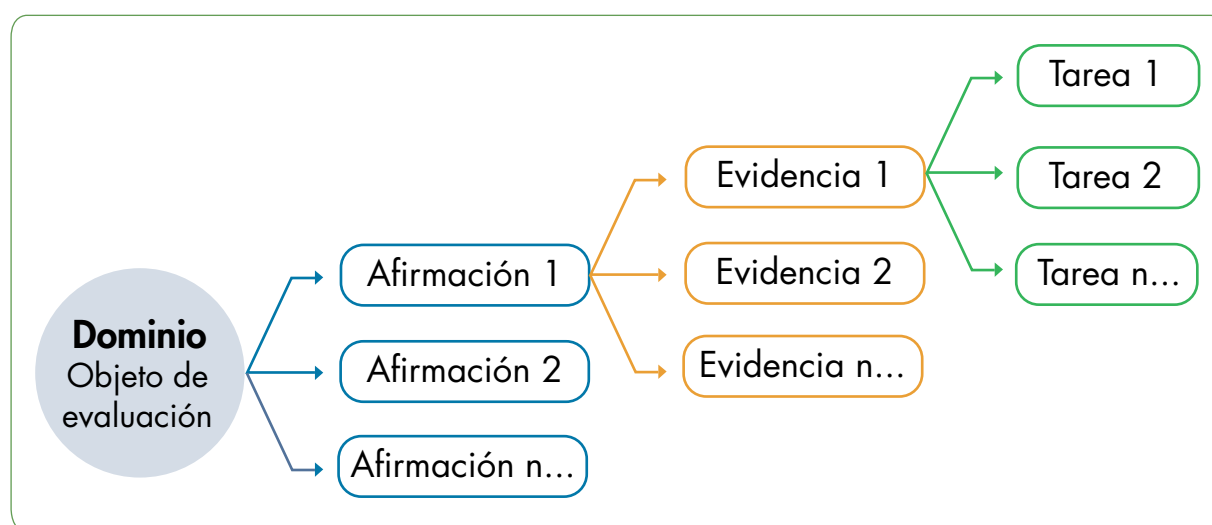 Dominio
Objeto de
evaluación
Afirmación 1
Afirmación 2
Afirmación n...
Evidencia 1
Evidencia 2
Evidencia n...
Tarea 1
Tarea 2
Tarea n...